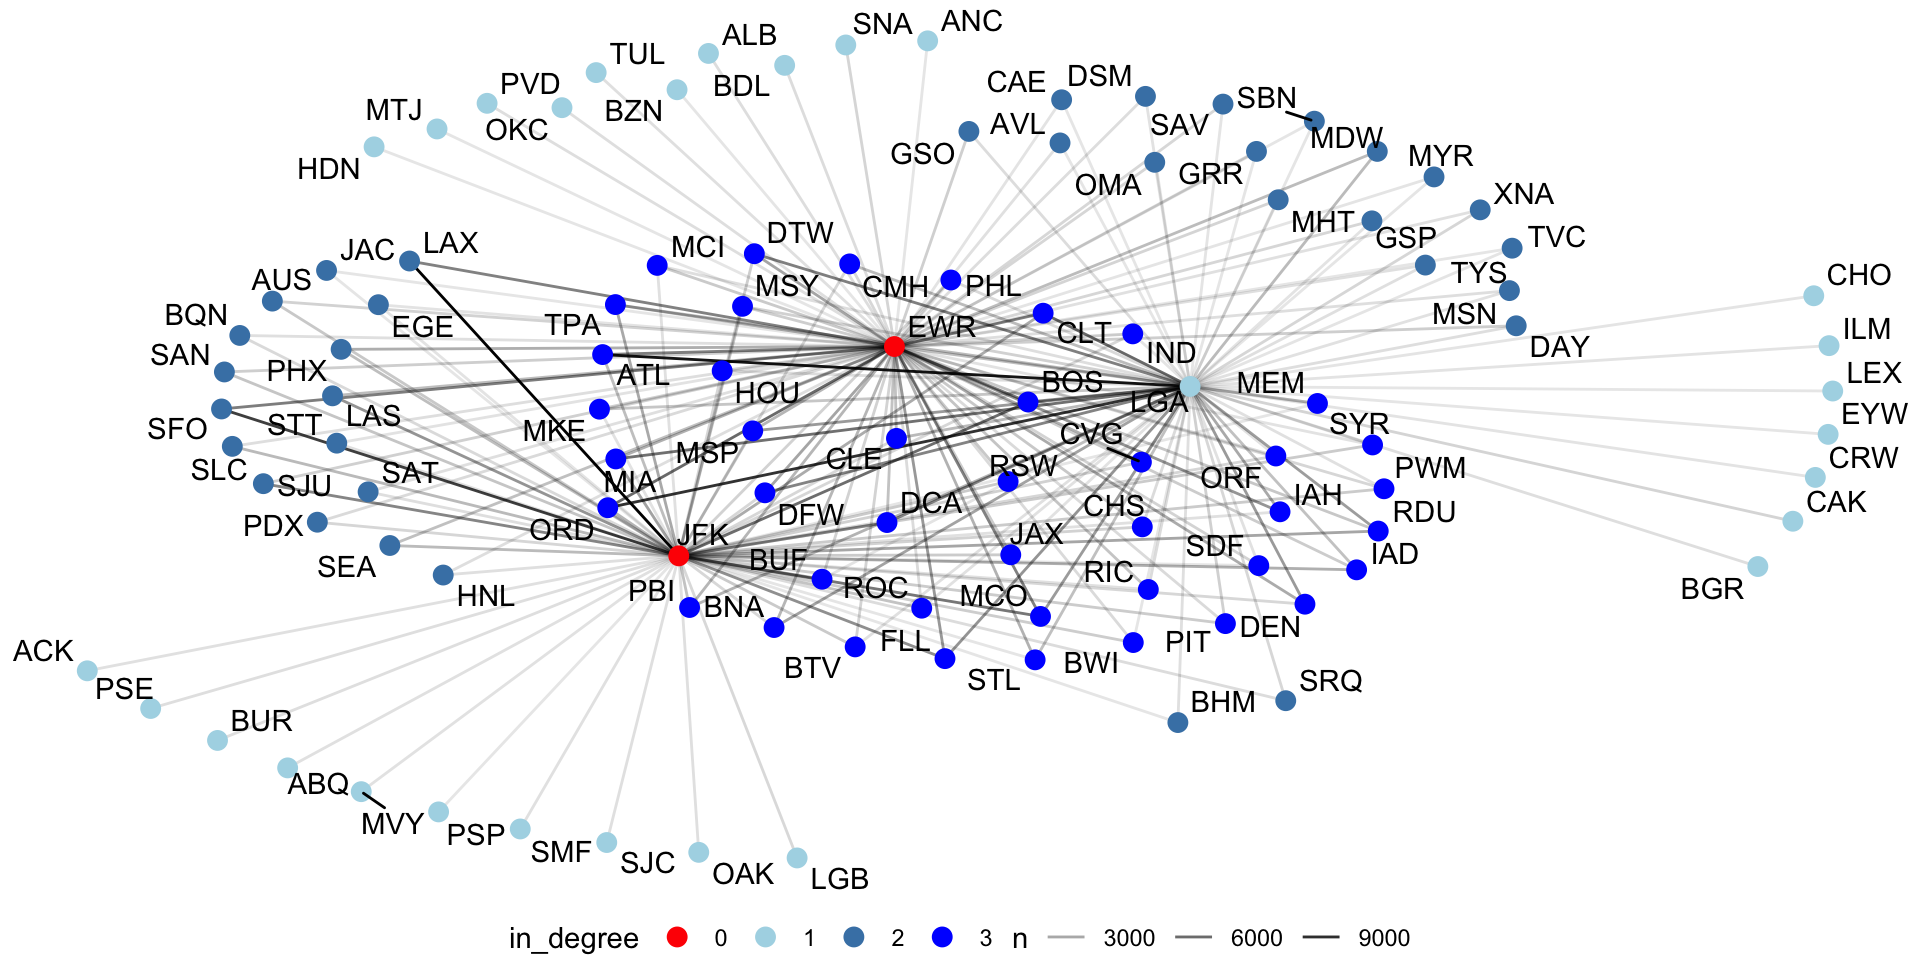 SNA
ANC
ALB
TUL
BDL
PVD
BZN
MTJ
OKC
HDN
CAE
DSM
SBN
AVL
SAV
MDW
GSO
MYR
GRR
OMA
XNA
MHT
GSP
TVC
TYS
CHO
MSN
ILM
DAY
LEX
EYW
CRW
CAK
BGR
JAC
LAX
MCI
DTW
AUS
MSY
CMH
PHL
BQN
EGE
TPA
EWR
CLT
IND
SAN
PHX
ATL
HOU
BOS
LGA
MEM
SFO
STT
LAS
MKE
MSP
CLE
CVG
SYR
SLC
SJU
SAT
MIA
RSW
ORF
PWM
PDX
ORD
DFW
DCA
CHS
IAH
RDU
SEA
JFK
BUF
JAX
SDF
IAD
HNL
PBI
BNA
ROC
MCO
RIC
BTV
FLL
STL
BWI
PIT
DEN
BHM
SRQ
ACK
PSE
BUR
ABQ
MVY
PSP
SMF
SJC
OAK
LGB
in_degree 0 1 2 3 n 3000 6000 9000